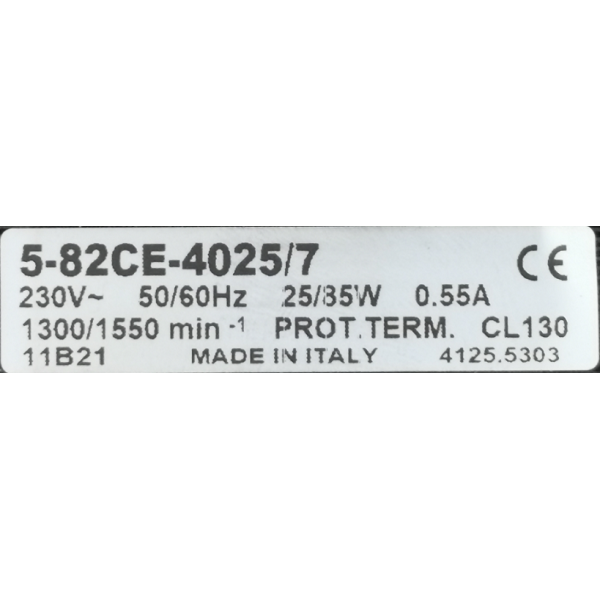 5-82CE-4025/7 CE
230V~ 50/60Hz 25/85W 0.55A
1300/1550 min -1 PROT.TERM. CL130
11B21 MADE IN ITALY 4125.5303